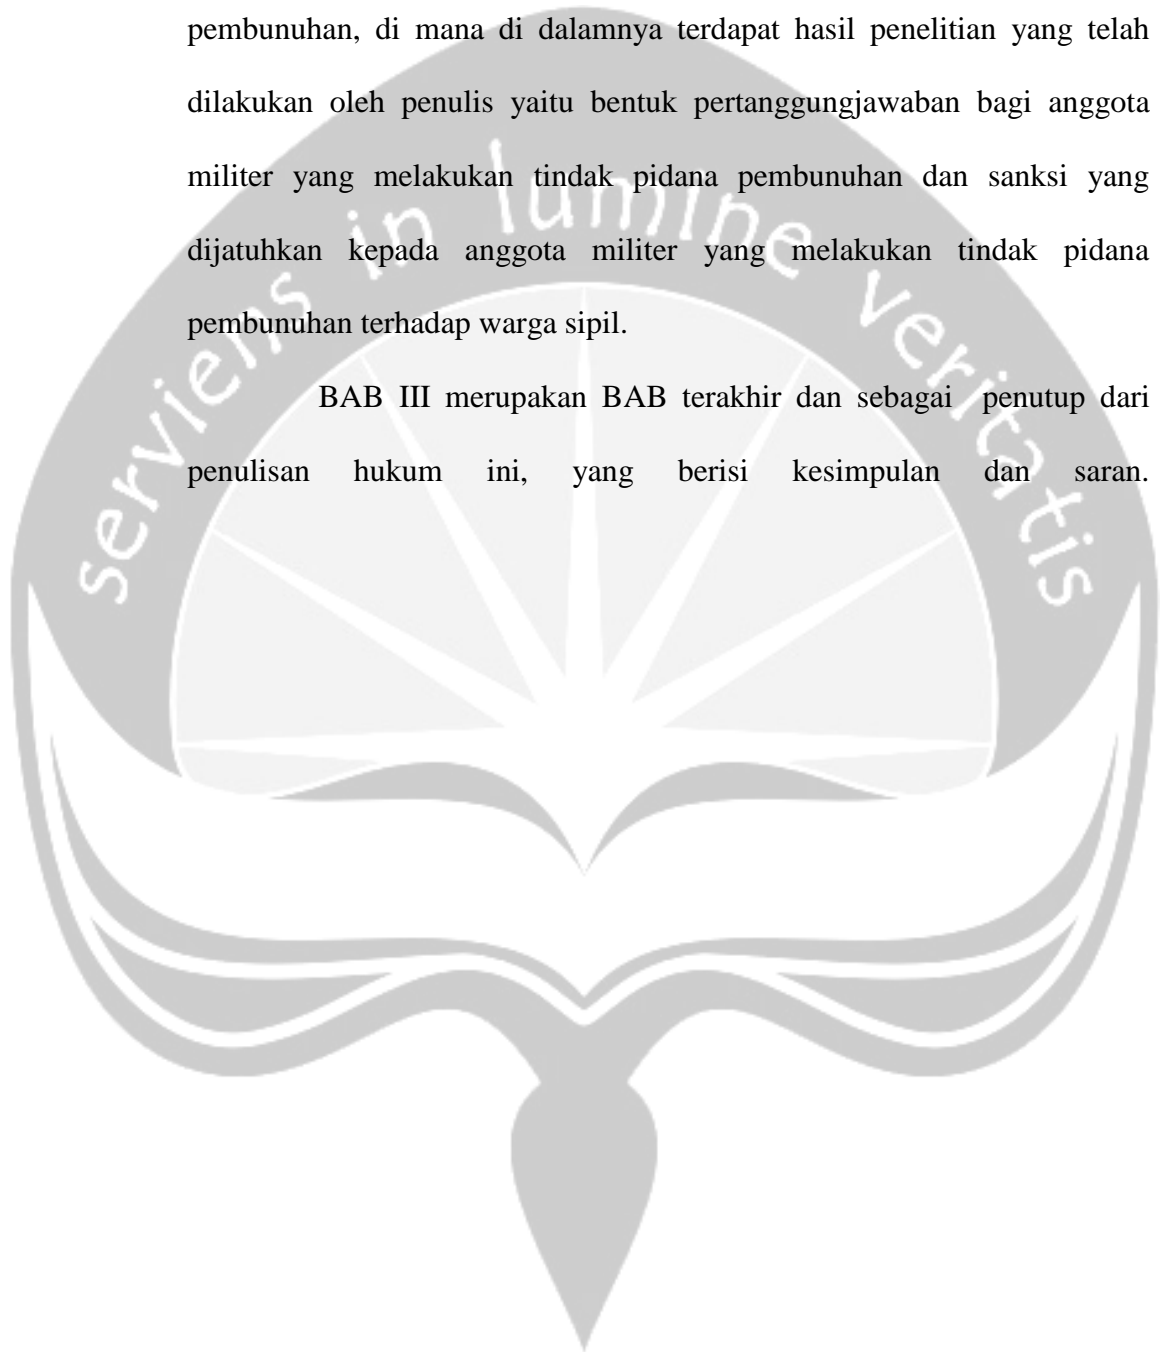 pembunuhan, di mana di dalamnya terdapat hasil penelitian yang telah
dilakukan oleh penulis yaitu bentuk pertanggungjawaban bagi anggota
militer yang melakukan tindak pidana pembunuhan dan sanksi yang
dijatuhkan kepada anggota militer yang melakukan tindak pidana
pembunuhan terhadap warga sipil.
BAB III merupakan BAB terakhir dan sebagai penutup dari
penulisan hukum ini, yang berisi kesimpulan dan saran.
serviens in lumine veritatis